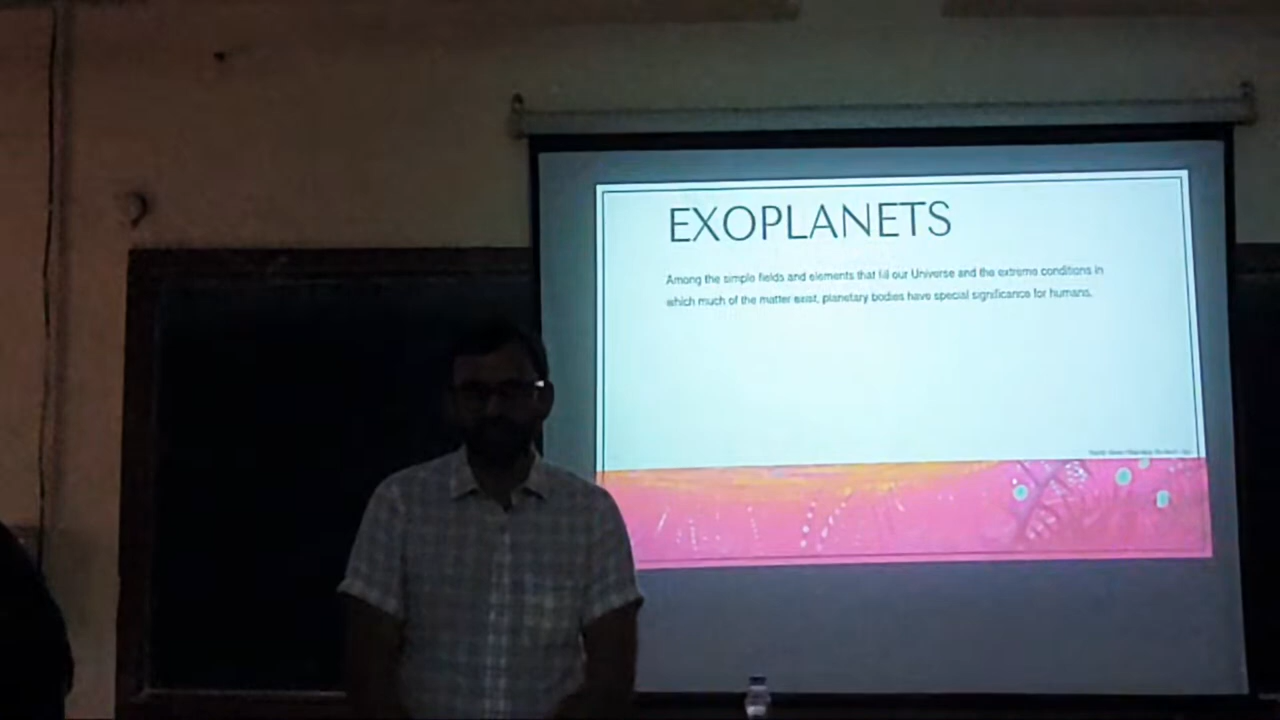 EXOPLANETS
Among the simple fields and elements that fill our Universe and the extreme conditions in
which much of the matter exist, planetary bodies have special significance for humans.